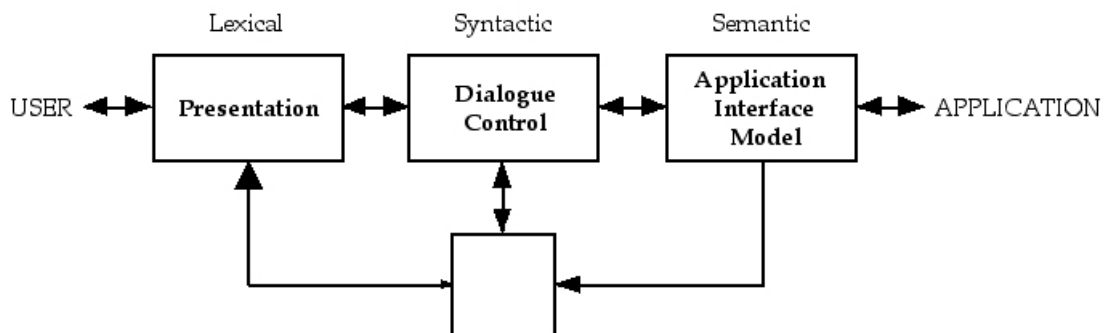 Lexical Syntactic Semantic
USER Presentation Dialogue Control Application Interface Model APPLICATION